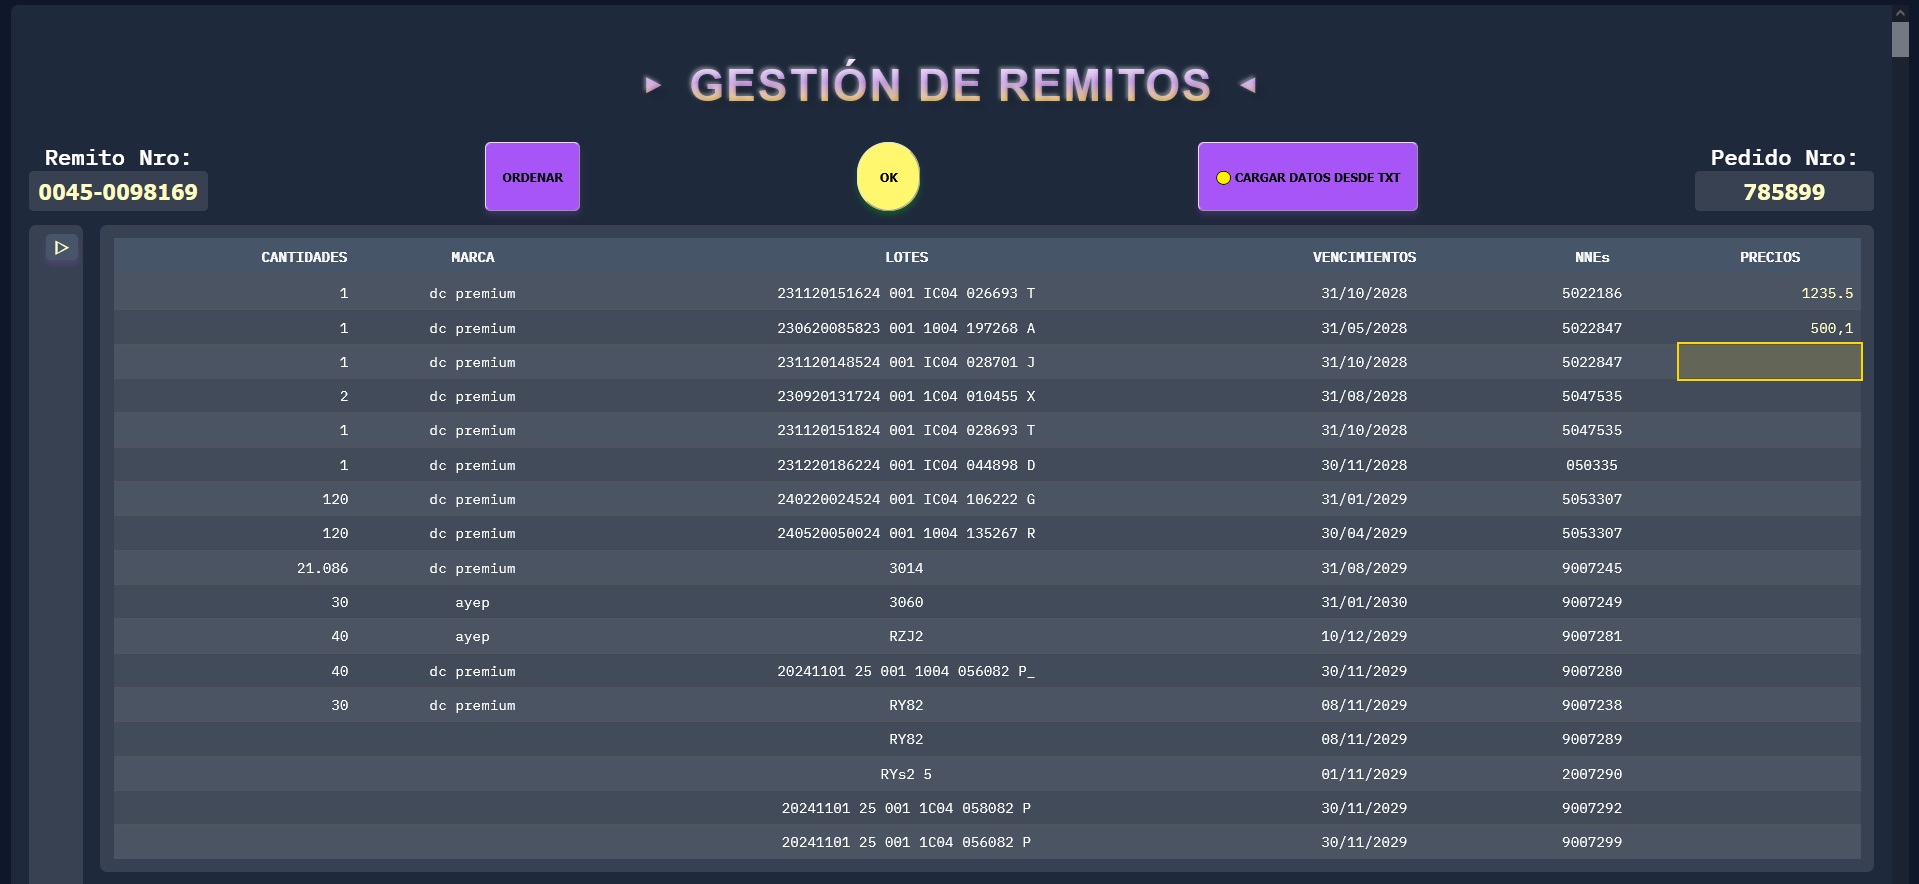 GESTIÓN DE REMITOS
Remito Nro:
0045-0098169
ORDENAR
OK
CARGAR DATOS DESDE TXT
Pedido Nro:
785899
CANTIDADES MARCA LOTES VENCIMIENTOS NNEs PRECIOS
1 dc premium 231120151624 001 IC04 026693 T 31/10/2028 5022186 1235.5
1 dc premium 230620085823 001 1004 197268 A 31/05/2028 5022847 500,1
1 dc premium 231120148524 001 IC04 028701 J 31/10/2028 5022847
2 dc premium 230920131724 001 1C04 010455 X 31/08/2028 5047535
1 dc premium 231120151824 001 IC04 028693 T 31/10/2028 5047535
1 dc premium 231220186224 001 IC04 044898 D 30/11/2028 050335
120 dc premium 240220024524 001 IC04 106222 G 31/01/2029 5053307
120 dc premium 240520050024 001 1004 135267 R 30/04/2029 5053307
21.086 dc premium 3014 31/08/2029 9007245
30 ayep 3060 31/01/2030 9007249
40 ayep RZJ2 10/12/2029 9007281
40 dc premium 20241101 25 001 1004 056082 P_ 30/11/2029 9007280
30 dc premium RY82 08/11/2029 9007238
RY82 08/11/2029 9007289
RYs2 5 01/11/2029 2007290
20241101 25 001 1C04 058082 P 30/11/2029 9007292
20241101 25 001 1C04 056082 P 30/11/2029 9007299